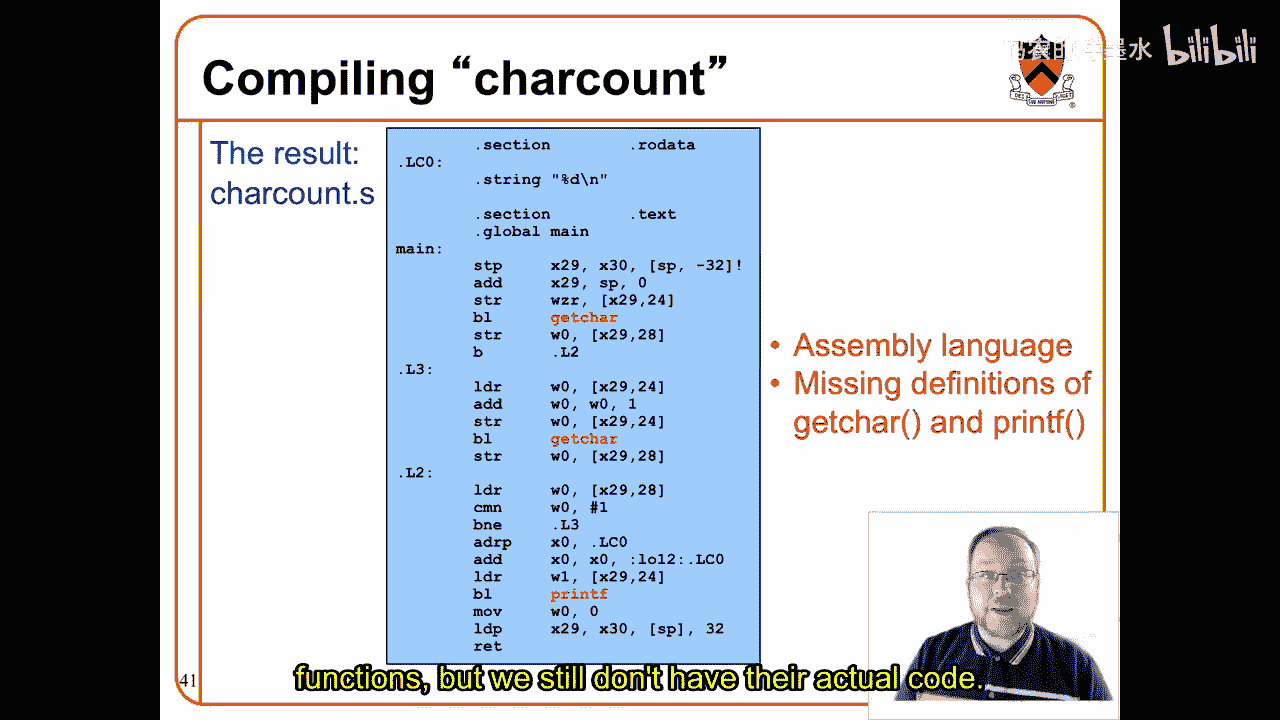 Compiling “charcount”
墨水 bilibili
The result:
charcount.s
.section .rodata
.LC0:
.string "%d\n"
.section .text
.global main
main:
stp x29, x30, [sp, -32]!
add x29, sp, 0
str wzr, [x29,24]
bl getchar
str w0, [x29,28]
b .L2
.L3:
ldr w0, [x29,24]
add w0, w0, 1
str w0, [x29,24]
bl getchar
str w0, [x29,28]
.L2:
ldr w0, [x29,28]
cmn w0, #1
bne .L3
adrp x0, .LC0
add x0, x0, :lo12:.LC0
ldr w1, [x29,24]
bl printf
mov w0, 0
ldp x29, x30, [sp], 32
ret
• Assembly language
• Missing definitions of
getchar() and printf()
41
functions, but we still don't have their actual code.